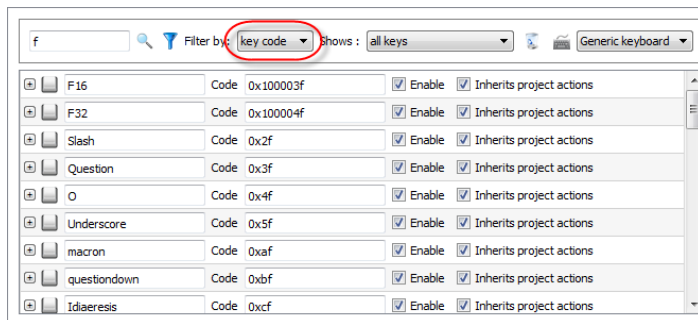 f Filter by: key code Shows : all keys Generic keyboard
F16 Code 0x100003f Enable Inherits project actions
F32 Code 0x100004f Enable Inherits project actions
Slash Code 0x2f Enable Inherits project actions
Question Code 0x3f Enable Inherits project actions
O Code 0x4f Enable Inherits project actions
Underscore Code 0x5f Enable Inherits project actions
macron Code 0xaf Enable Inherits project actions
questiondown Code 0xbf Enable Inherits project actions
Idiaeresis Code 0xcf Enable Inherits project actions